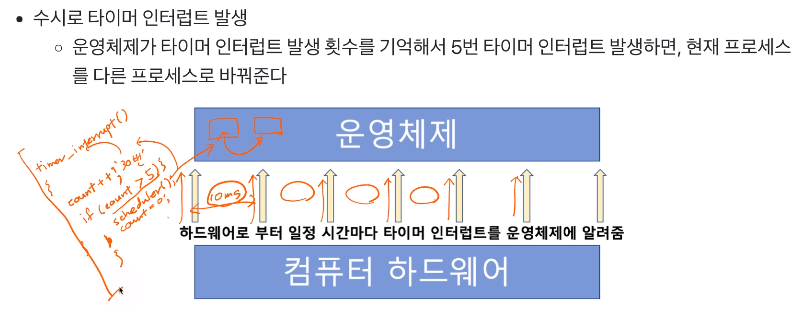 • 수시로 타이머 인터럽트 발생
○ 운영체제가 타이머 인터럽트 발생 횟수를 기억해서 5번 타이머 인터럽트 발생하면, 현재 프로세스
를 다른 프로세스로 바꿔준다
운영체제
timer_interrupt()
{
count++; 30번
if (count > 5) {
scheduler();
count = 0;
}
10mg
하드웨어로 부터 일정 시간마다 타이머 인터럽트를 운영체제에 알려줌
컴퓨터 하드웨어